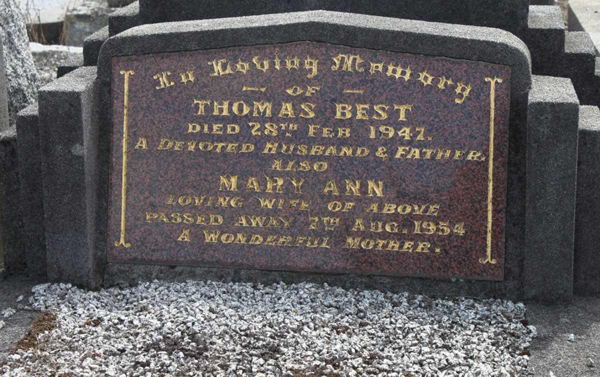 In Loving Memory
— OF —
THOMAS BEST
DIED 28TH FEB 1947.
A DEVOTED HUSBAND & FATHER.
ALSO
MARY ANN
LOVING WIFE OF ABOVE
PASSED AWAY 7TH AUG. 1954
A WONDERFUL MOTHER.